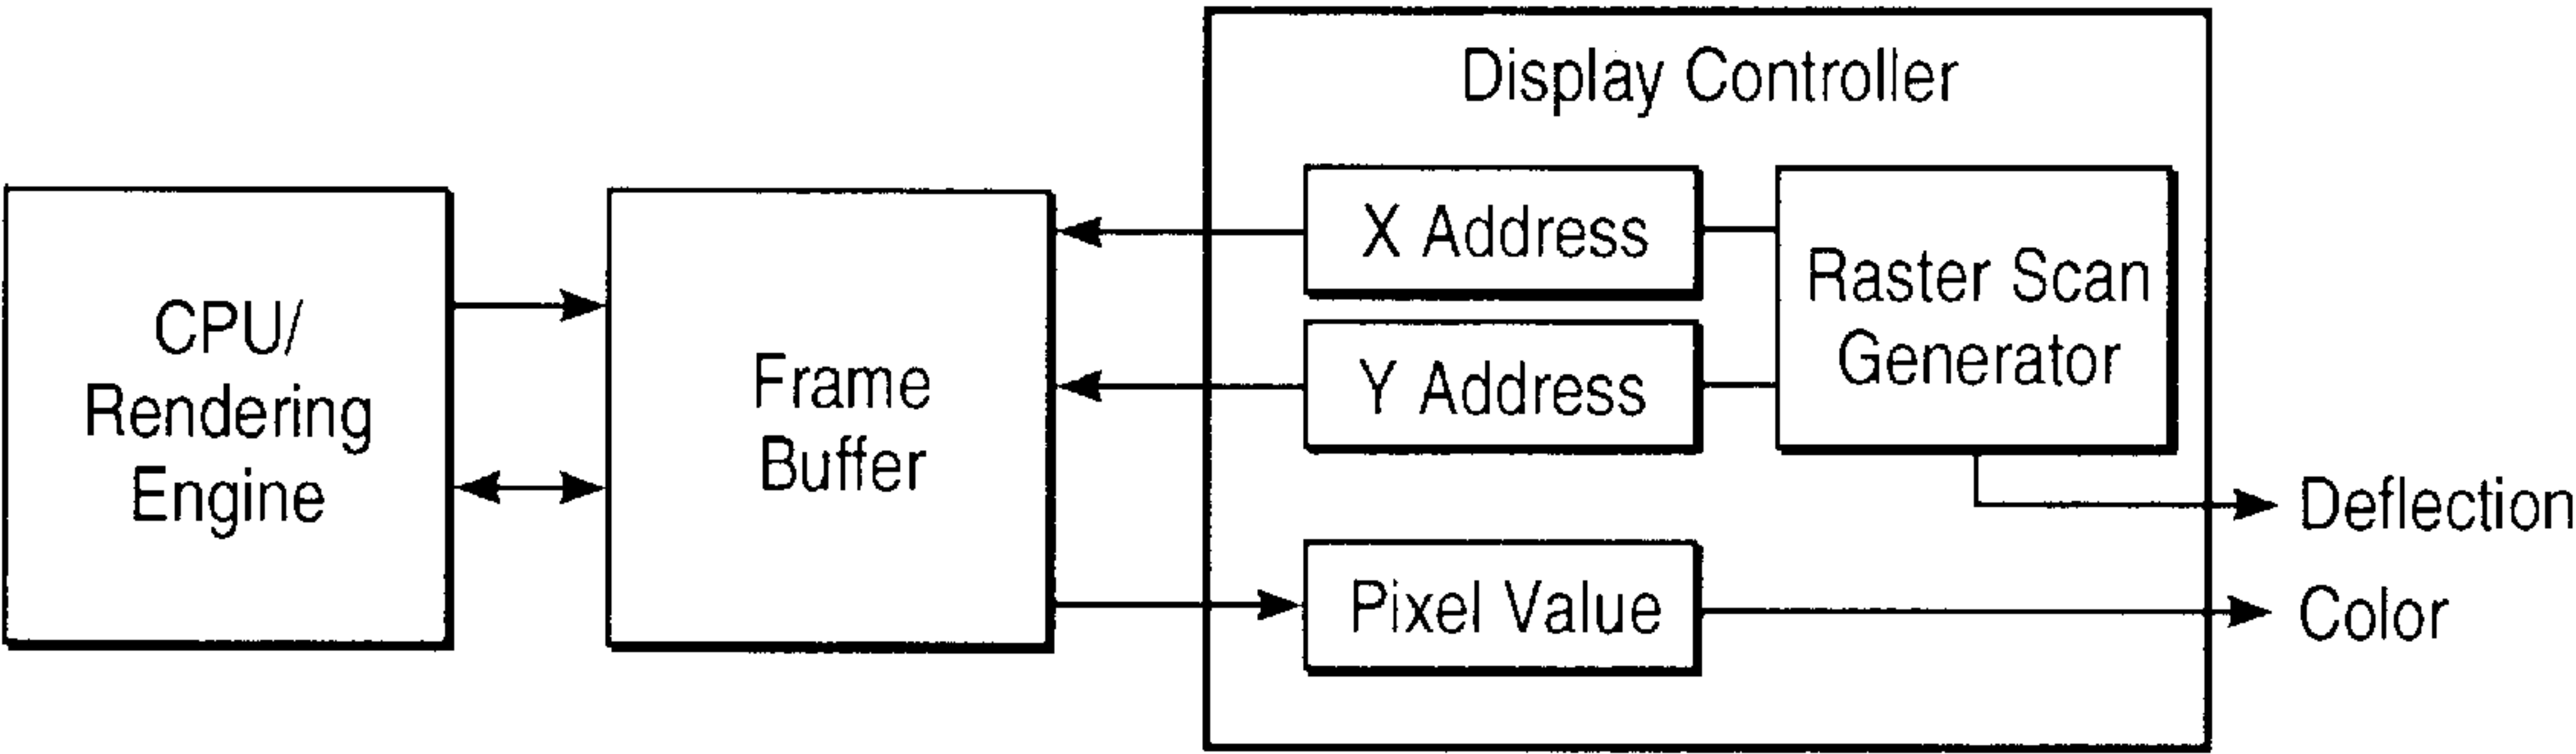 Display Controller
CPU/
Rendering
Engine
Frame
Buffer
X Address
Y Address
Raster Scan
Generator
Pixel Value
Deflection
Color